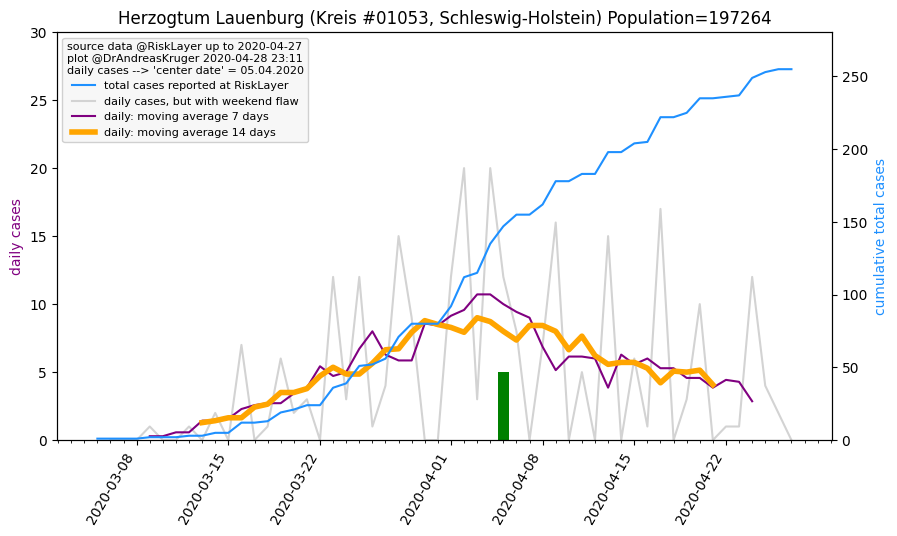 Herzogtum Lauenburg (Kreis #01053, Schleswig-Holstein) Population=197264
source data @RiskLayer up to 2020-04-27
plot @DrAndreasKruger 2020-04-28 23:11
daily cases --> 'center date' = 05.04.2020
total cases reported at RiskLayer
daily cases, but with weekend flaw
daily: moving average 7 days
daily: moving average 14 days
daily cases
30
25
20
15
10
5
0
cumulative total cases
250
200
150
100
50
0
2020-03-08
2020-03-15
2020-03-22
2020-04-01
2020-04-08
2020-04-15
2020-04-22